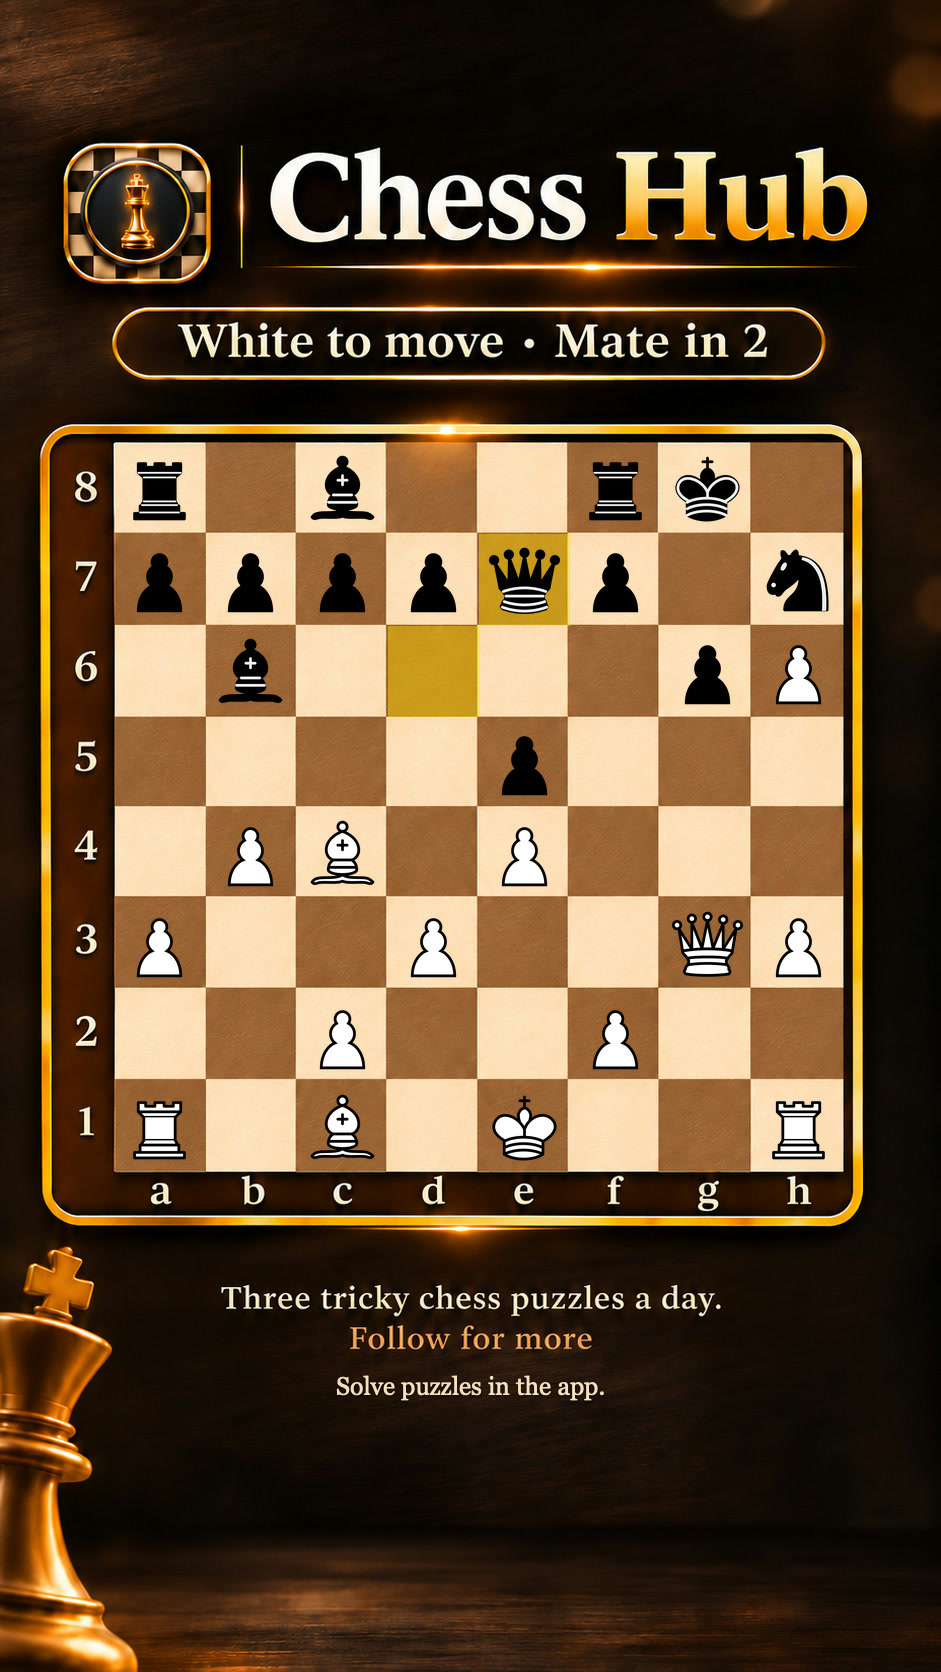 Chess Hub
White to move • Mate in 2
8
7
6
5
4
3
2
1
a b c d e f g h
Three tricky chess puzzles a day.
Follow for more
Solve puzzles in the app.